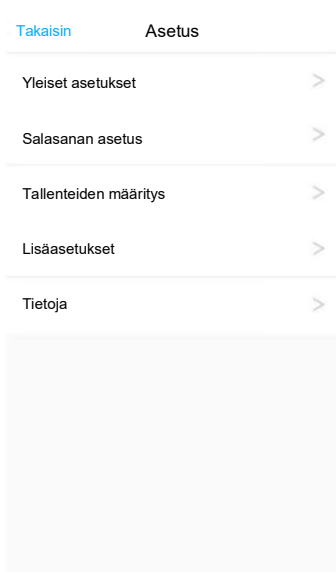 Takaisin Asetus
Yleiset asetukset >
Salasanan asetus >
Tallenteiden määritys >
Lisäasetukset >
Tietoja >